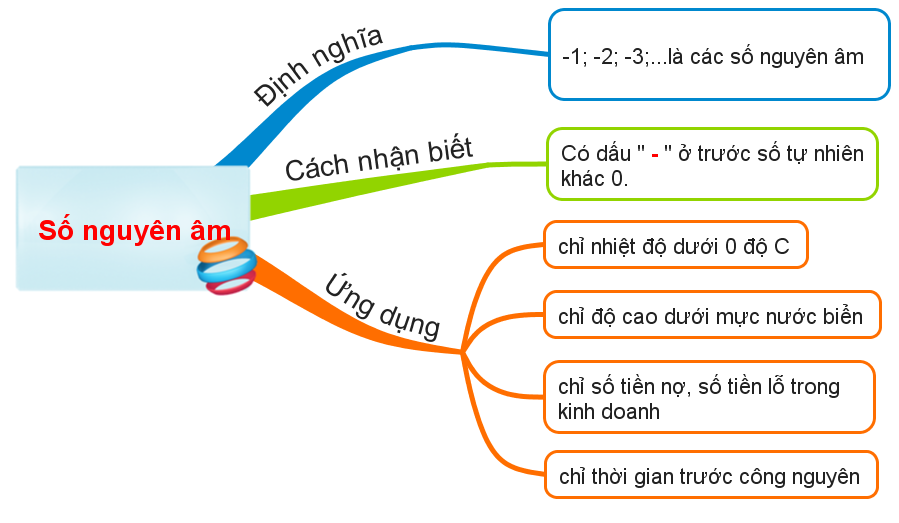 Số nguyên âm
Định nghĩa
-1; -2; -3;...là các số nguyên âm
Cách nhận biết
Có dấu " - " ở trước số tự nhiên
khác 0.
Ứng dụng
chỉ nhiệt độ dưới 0 độ C
chỉ độ cao dưới mực nước biển
chỉ số tiền nợ, số tiền lỗ trong
kinh doanh
chỉ thời gian trước công nguyên